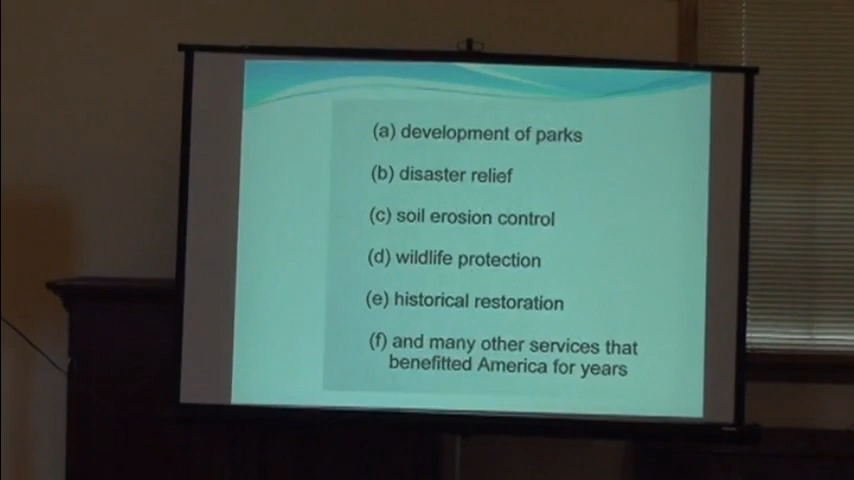 (a) development of parks
(b) disaster relief
(c) soil erosion control
(d) wildlife protection
(e) historical restoration
(f) and many other services that
benefitted America for years